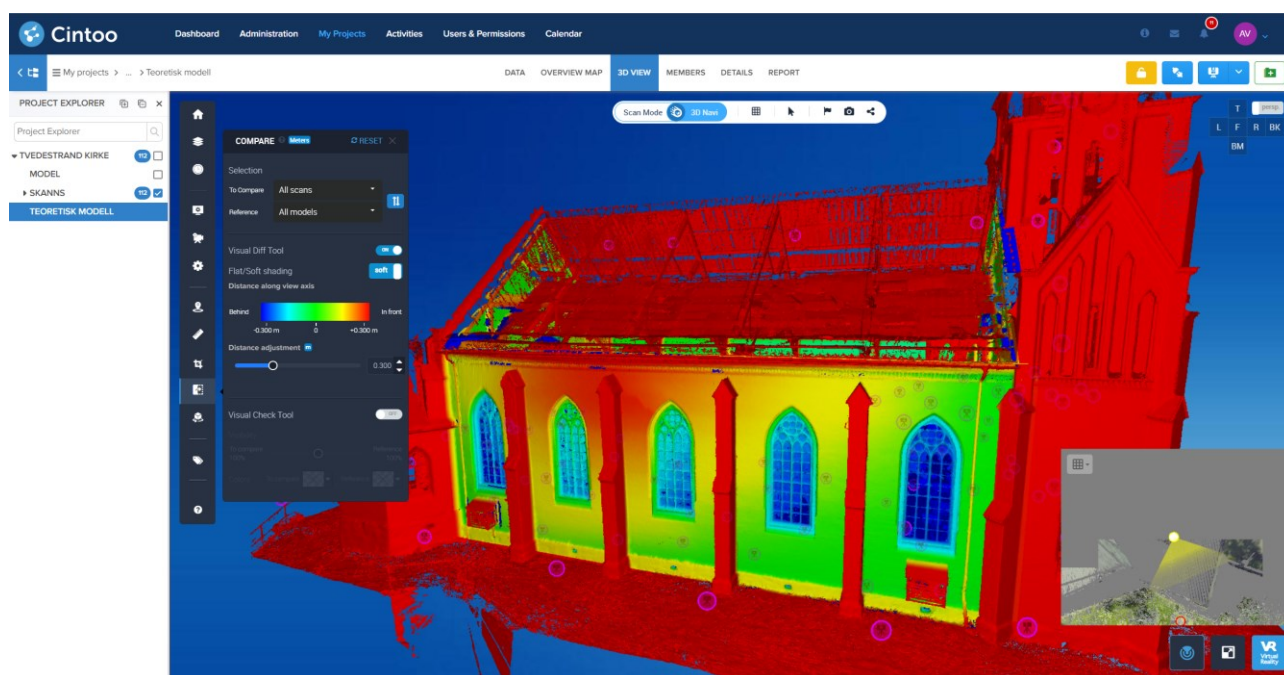 Cintoo
Dashboard Administration My Projects Activities Users & Permissions Calendar
AV
My projects > ... > Teoretisk modell
DATA OVERVIEW MAP 3D VIEW MEMBERS DETAILS REPORT
PROJECT EXPLORER
Project Explorer
TVEDESTRAND KIRKE 112
MODEL
SKANNS 112
TEORETISK MODELL
COMPARE Meters RESET
Selection
To Compare All scans
Reference All models
Visual Diff Tool ON
Flat/Soft shading soft
Distance along view axis
Behind In front
-0.300 m 0 +0.300 m
Distance adjustment m
0.300
Visual Check Tool OFF
Scan Mode 3D Navi
T persp.
L F R BK
BM
VR
Virtual
Reality